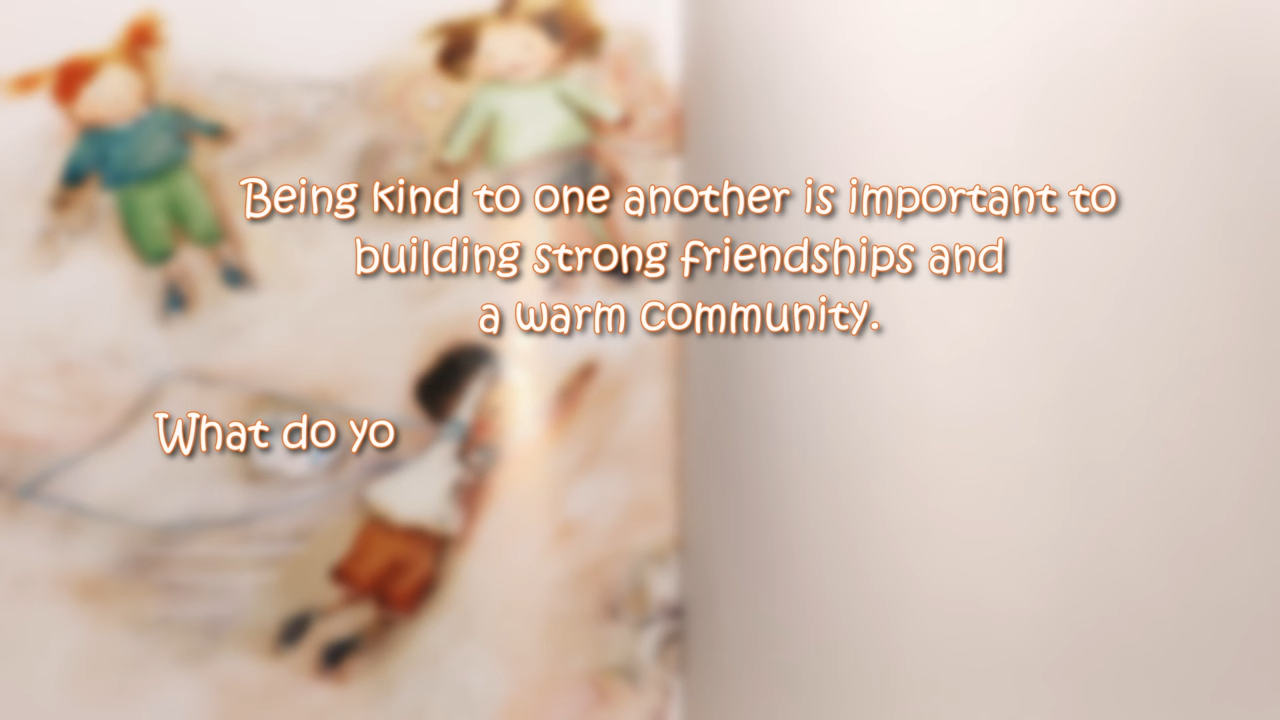 Being kind to one another is important to
building strong friendships and
a warm community.
What do yo